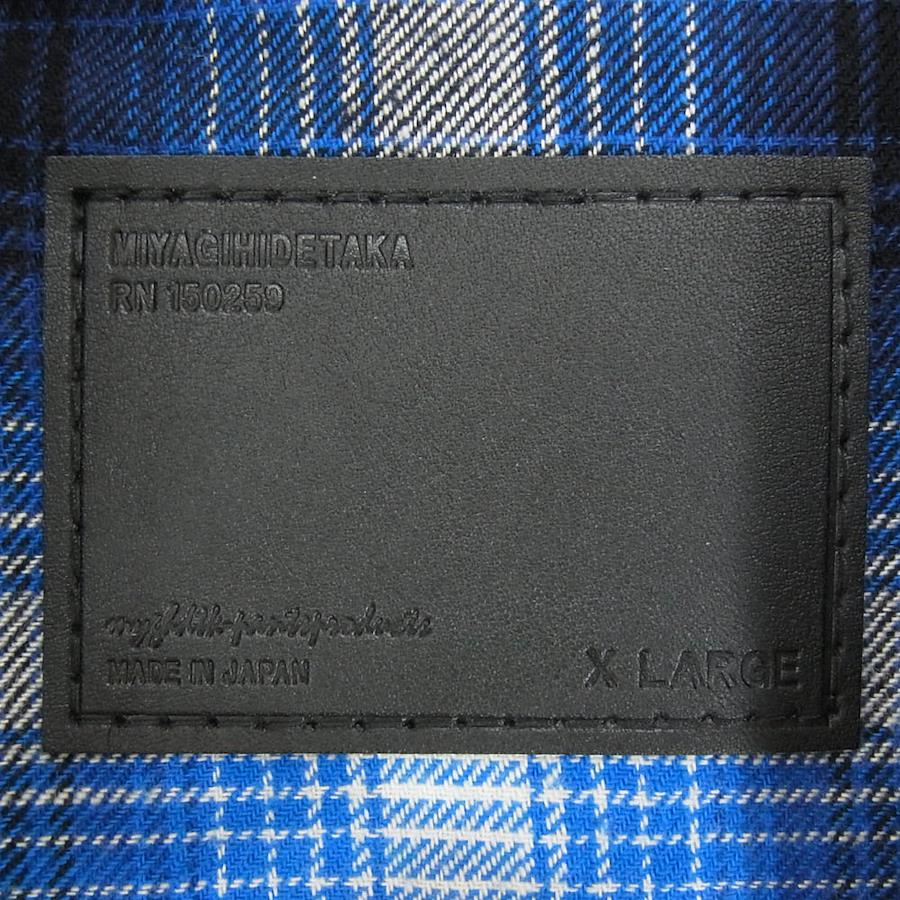 MIYAGIHIDETAKA
RN 150259
MADE IN JAPAN
X LARGE